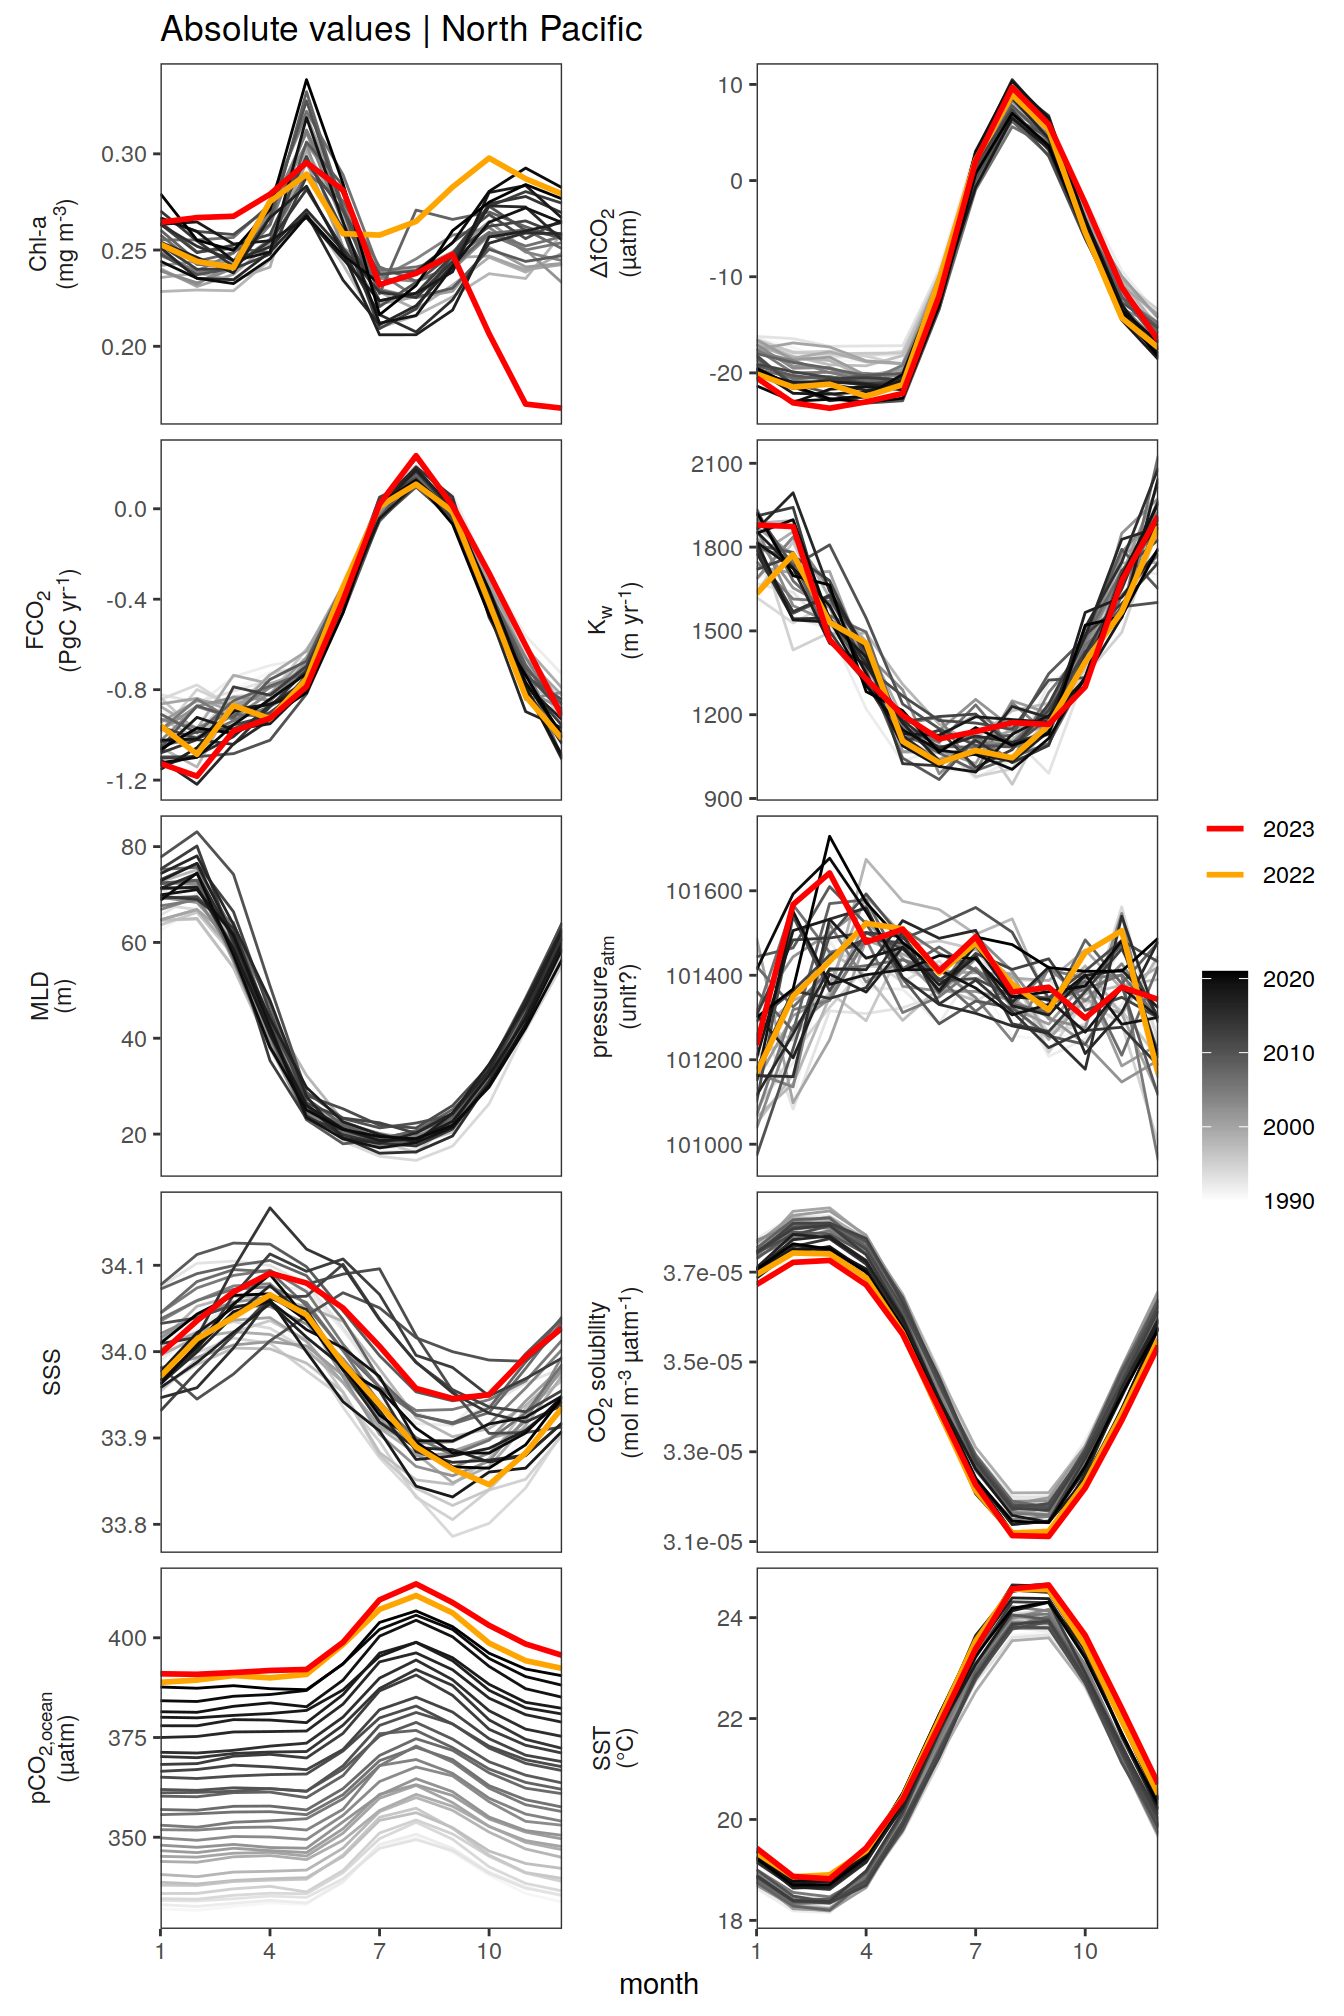 Absolute values | North Pacific
Chl-a
(mg m⁻³)
0.30
0.25
0.20
ΔfCO₂
(µatm)
10
0
-10
-20
FCO₂
(PgC yr⁻¹)
0.0
-0.4
-0.8
-1.2
K_w
(m yr⁻¹)
2100
1800
1500
1200
900
MLD
(m)
80
60
40
20
pressure_atm
(unit?)
101600
101400
101200
101000
SSS
34.1
34.0
33.9
33.8
CO₂ solubility
(mol m⁻³ µatm⁻¹)
3.7e-05
3.5e-05
3.3e-05
3.1e-05
pCO₂,ocean
(µatm)
400
375
350
SST
(°C)
24
22
20
18
1 4 7 10
1 4 7 10
month
2023
2022
2020
2010
2000
1990